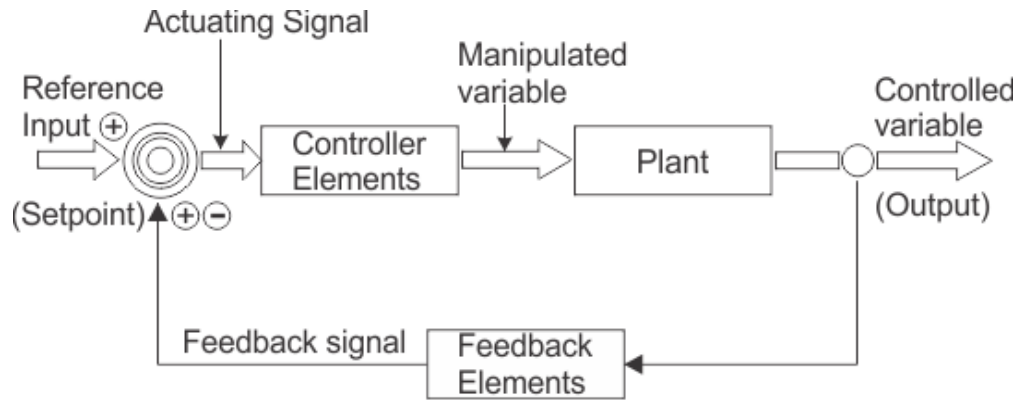 Actuating Signal
Reference
Input ⊕
(Setpoint)
⊕⊖
Controller
Elements
Manipulated
variable
Plant
Controlled
variable
(Output)
Feedback signal
Feedback
Elements